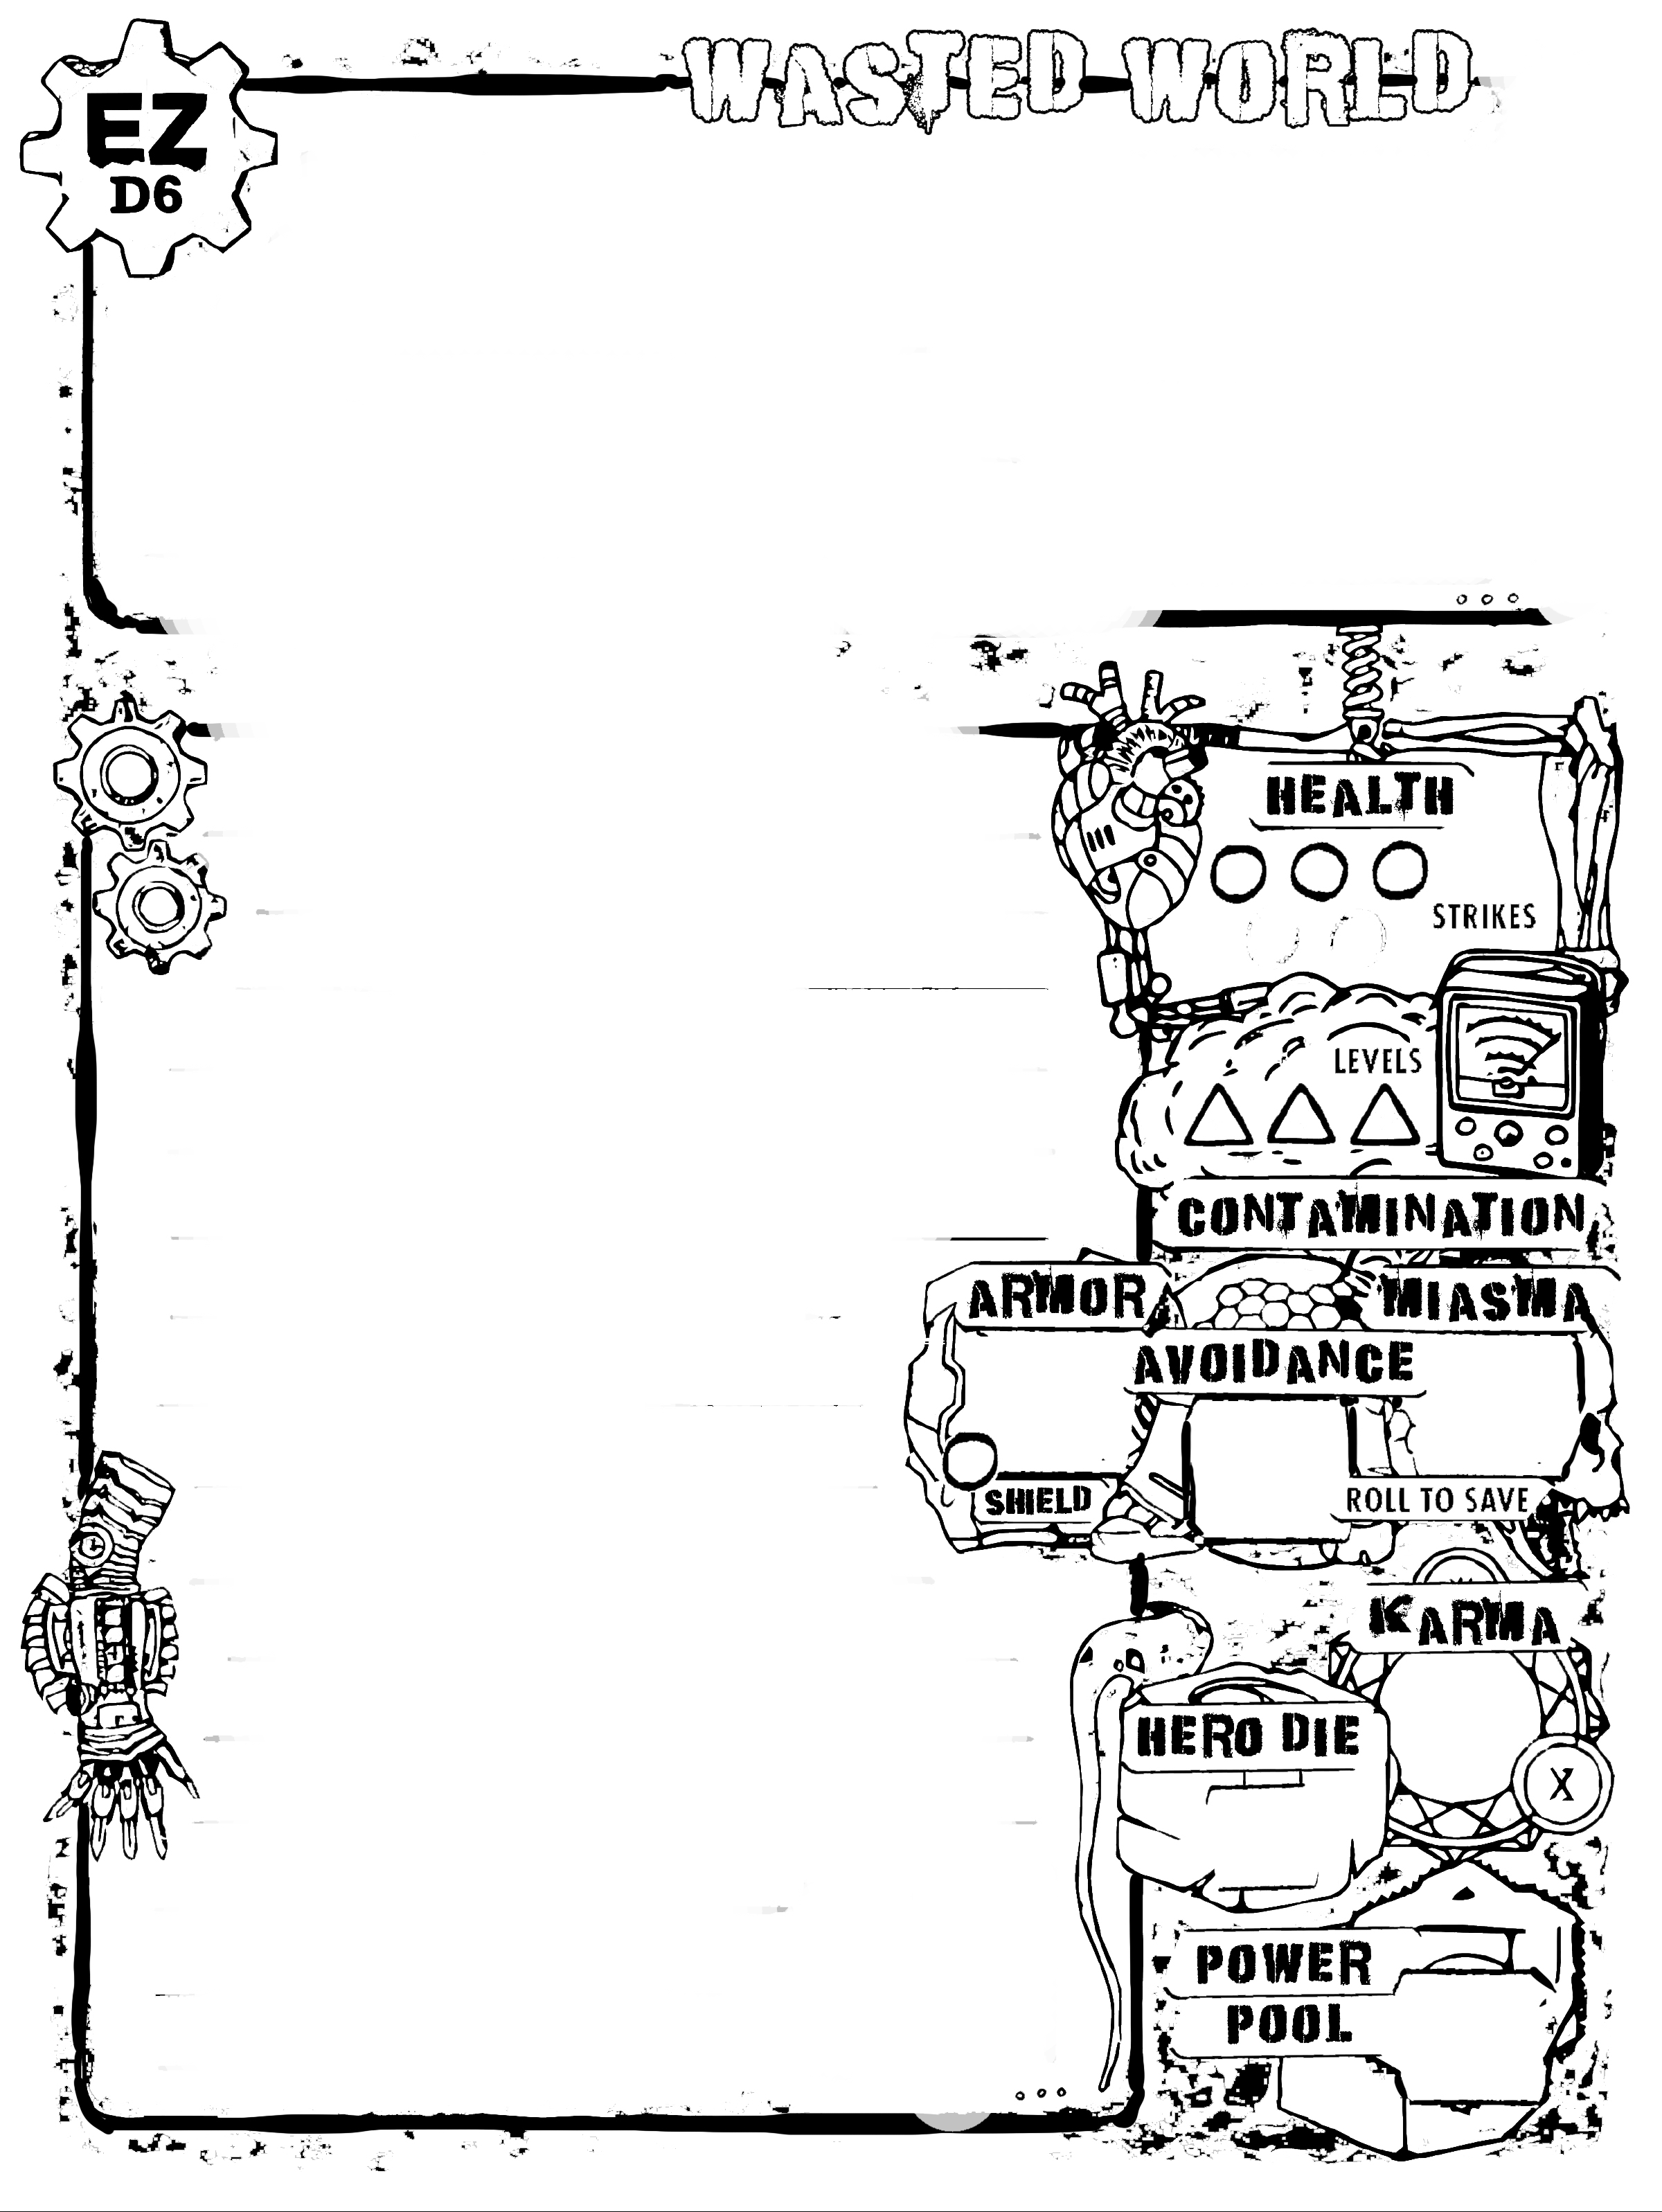 WASTED WORLD
EZ
D6
HEALTH
STRIKES
LEVELS
CONTAMINATION
ARMOR
MIASMA
AVOIDANCE
SHIELD
ROLL TO SAVE
KARMA
HERO DIE
X
POWER
POOL